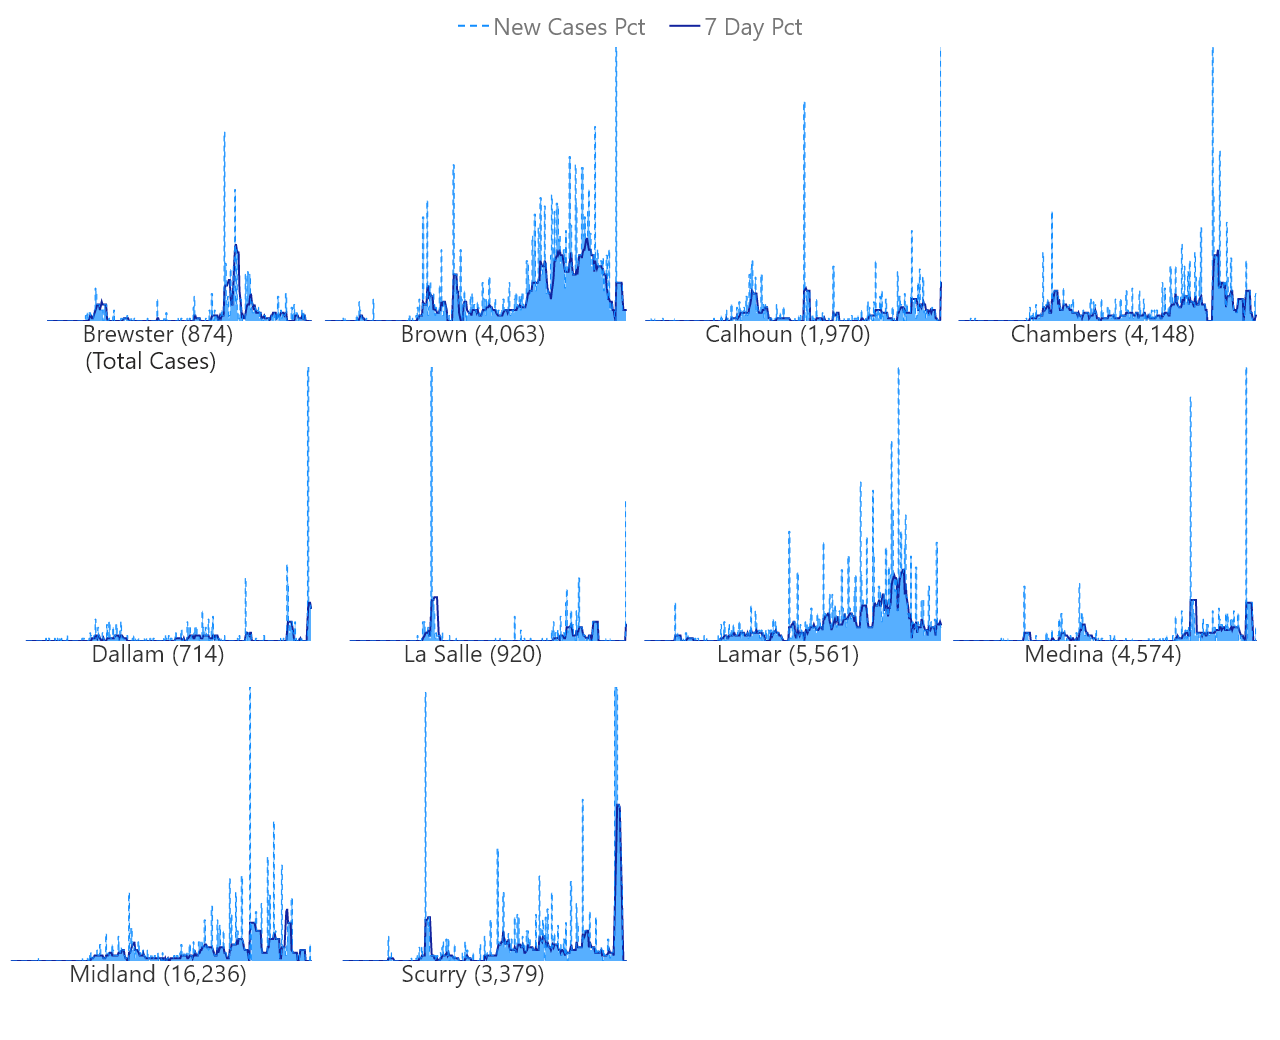 New Cases Pct 7 Day Pct
Brewster (874) Brown (4,063) Calhoun (1,970) Chambers (4,148)
(Total Cases)
Dallam (714) La Salle (920) Lamar (5,561) Medina (4,574)
Midland (16,236) Scurry (3,379)